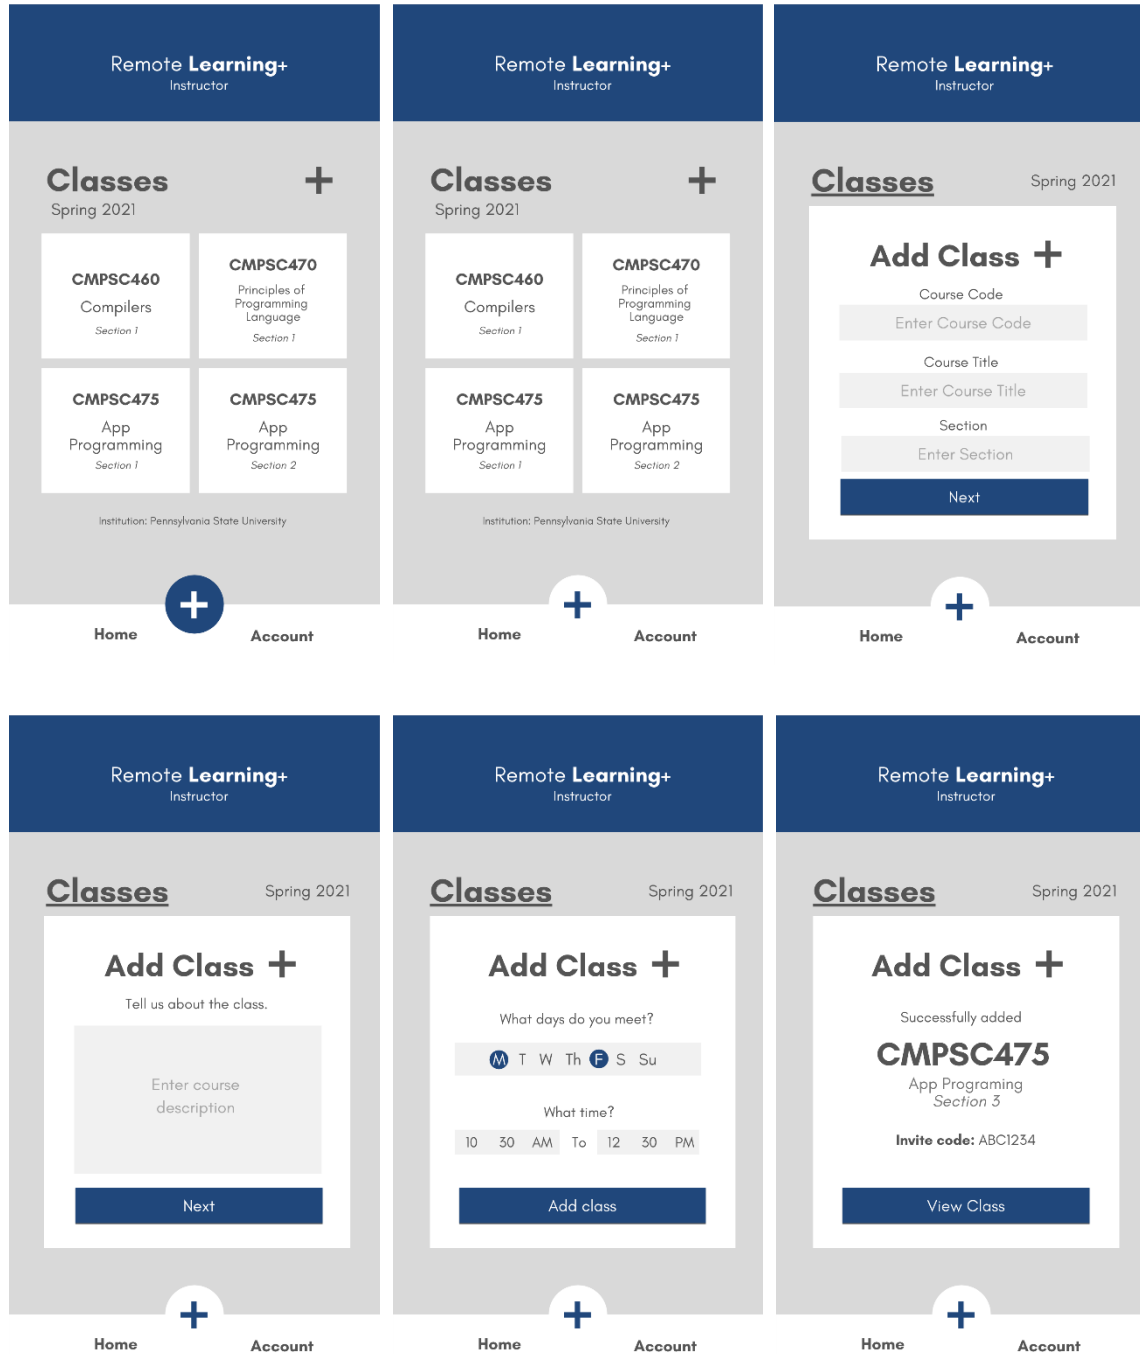 Remote Learning+
Instructor
Classes +
Spring 2021
CMPSC460
Compilers
Section 1
CMPSC470
Principles of
Programming
Language
Section 1
CMPSC475
App
Programming
Section 1
CMPSC475
App
Programming
Section 2
Institution: Pennsylvania State University
+
Home
Account
Remote Learning+
Instructor
Classes +
Spring 2021
CMPSC460
Compilers
Section 1
CMPSC470
Principles of
Programming
Language
Section 1
CMPSC475
App
Programming
Section 1
CMPSC475
App
Programming
Section 2
Institution: Pennsylvania State University
+
Home
Account
Remote Learning+
Instructor
Classes
Spring 2021
Add Class +
Course Code
Enter Course Code
Course Title
Enter Course Title
Section
Enter Section
Next
+
Home
Account
Remote Learning+
Instructor
Classes
Spring 2021
Add Class +
Tell us about the class.
Enter course
description
Next
+
Home
Account
Remote Learning+
Instructor
Classes
Spring 2021
Add Class +
What days do you meet?
M T W Th F S Su
What time?
10 30 AM To 12 30 PM
Add class
+
Home
Account
Remote Learning+
Instructor
Classes
Spring 2021
Add Class +
Successfully added
CMPSC475
App Programing
Section 3
Invite code: ABC1234
View Class
+
Home
Account